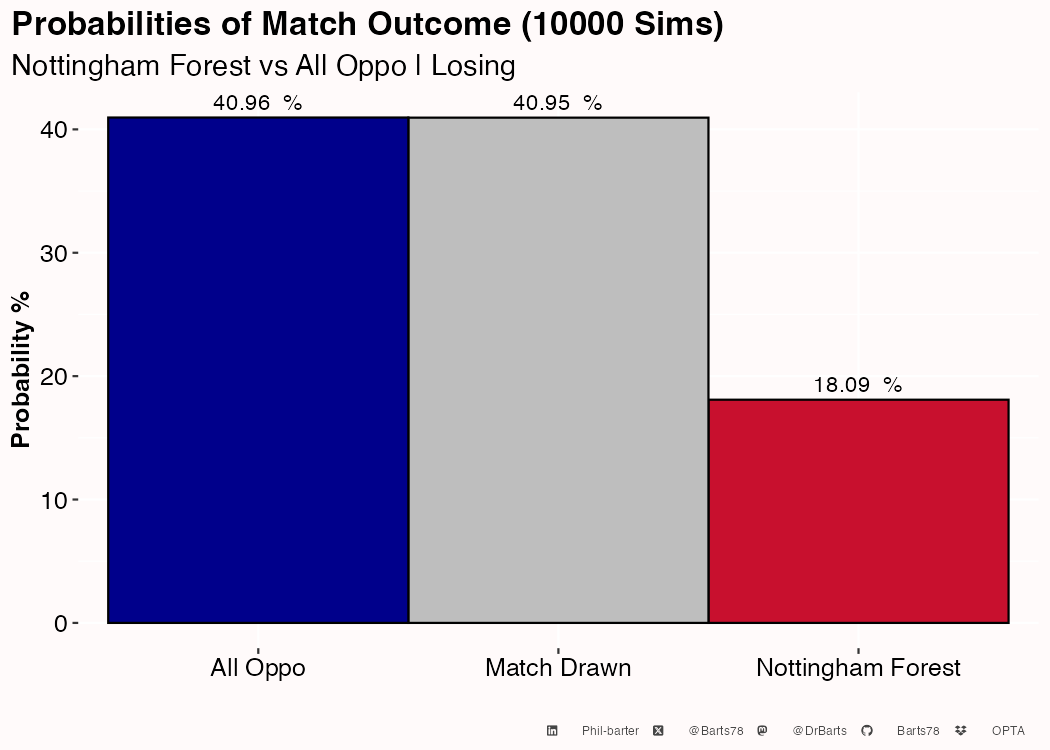 Probabilities of Match Outcome (10000 Sims)
Nottingham Forest vs All Oppo | Losing
40.96 % 40.95 %
40
30
18.09 %
20
Probability %
10
0
All Oppo Match Drawn Nottingham Forest
Phil-barter @Barts78 @DrBarts Barts78 OPTA